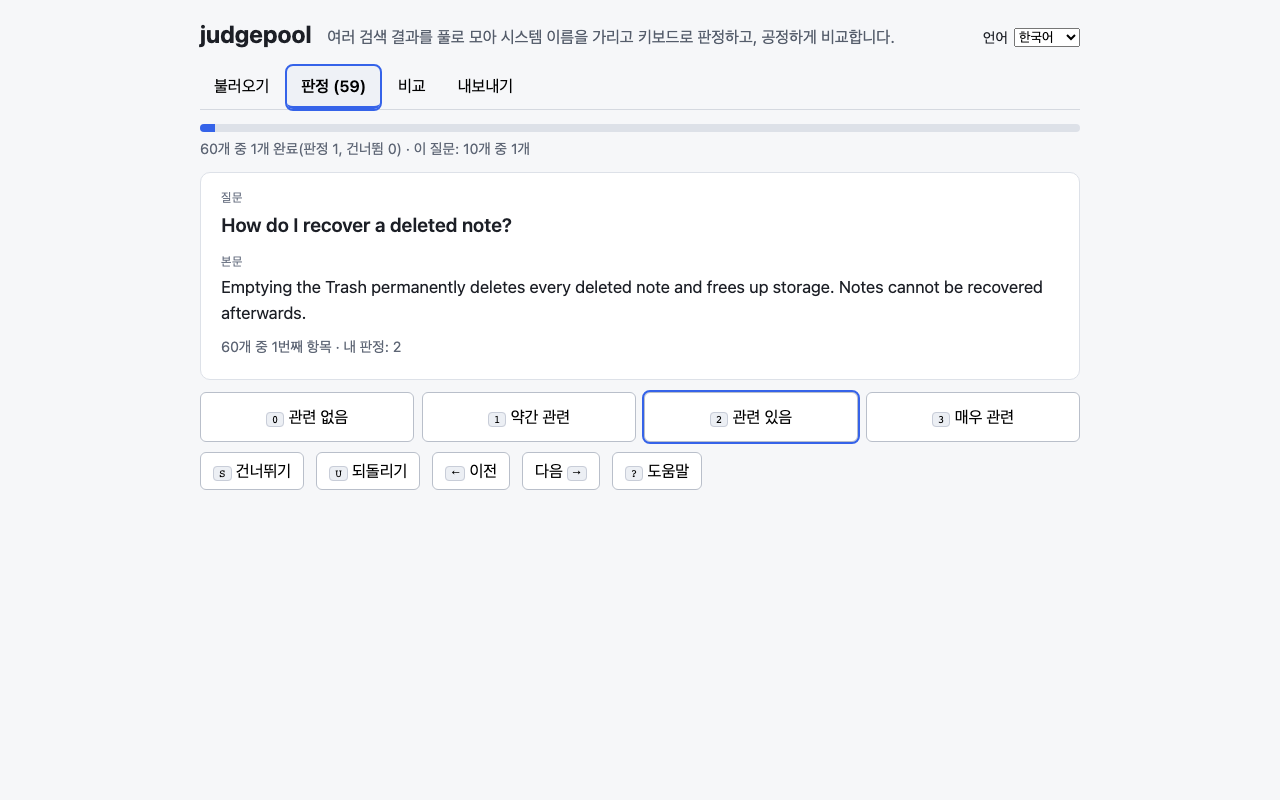 judgepool 여러 검색 결과를 풀로 모아 시스템 이름을 가리고 키보드로 판정하고, 공정하게 비교합니다. 언어 한국어
불러오기 판정 (59) 비교 내보내기
60개 중 1개 완료(판정 1, 건너뜀 0) · 이 질문: 10개 중 1개
질문
How do I recover a deleted note?
본문
Emptying the Trash permanently deletes every deleted note and frees up storage. Notes cannot be recovered
afterwards.
60개 중 1번째 항목 · 내 판정: 2
0 관련 없음 1 약간 관련 2 관련 있음 3 매우 관련
S 건너뛰기 U 되돌리기 ← 이전 다음 → ? 도움말